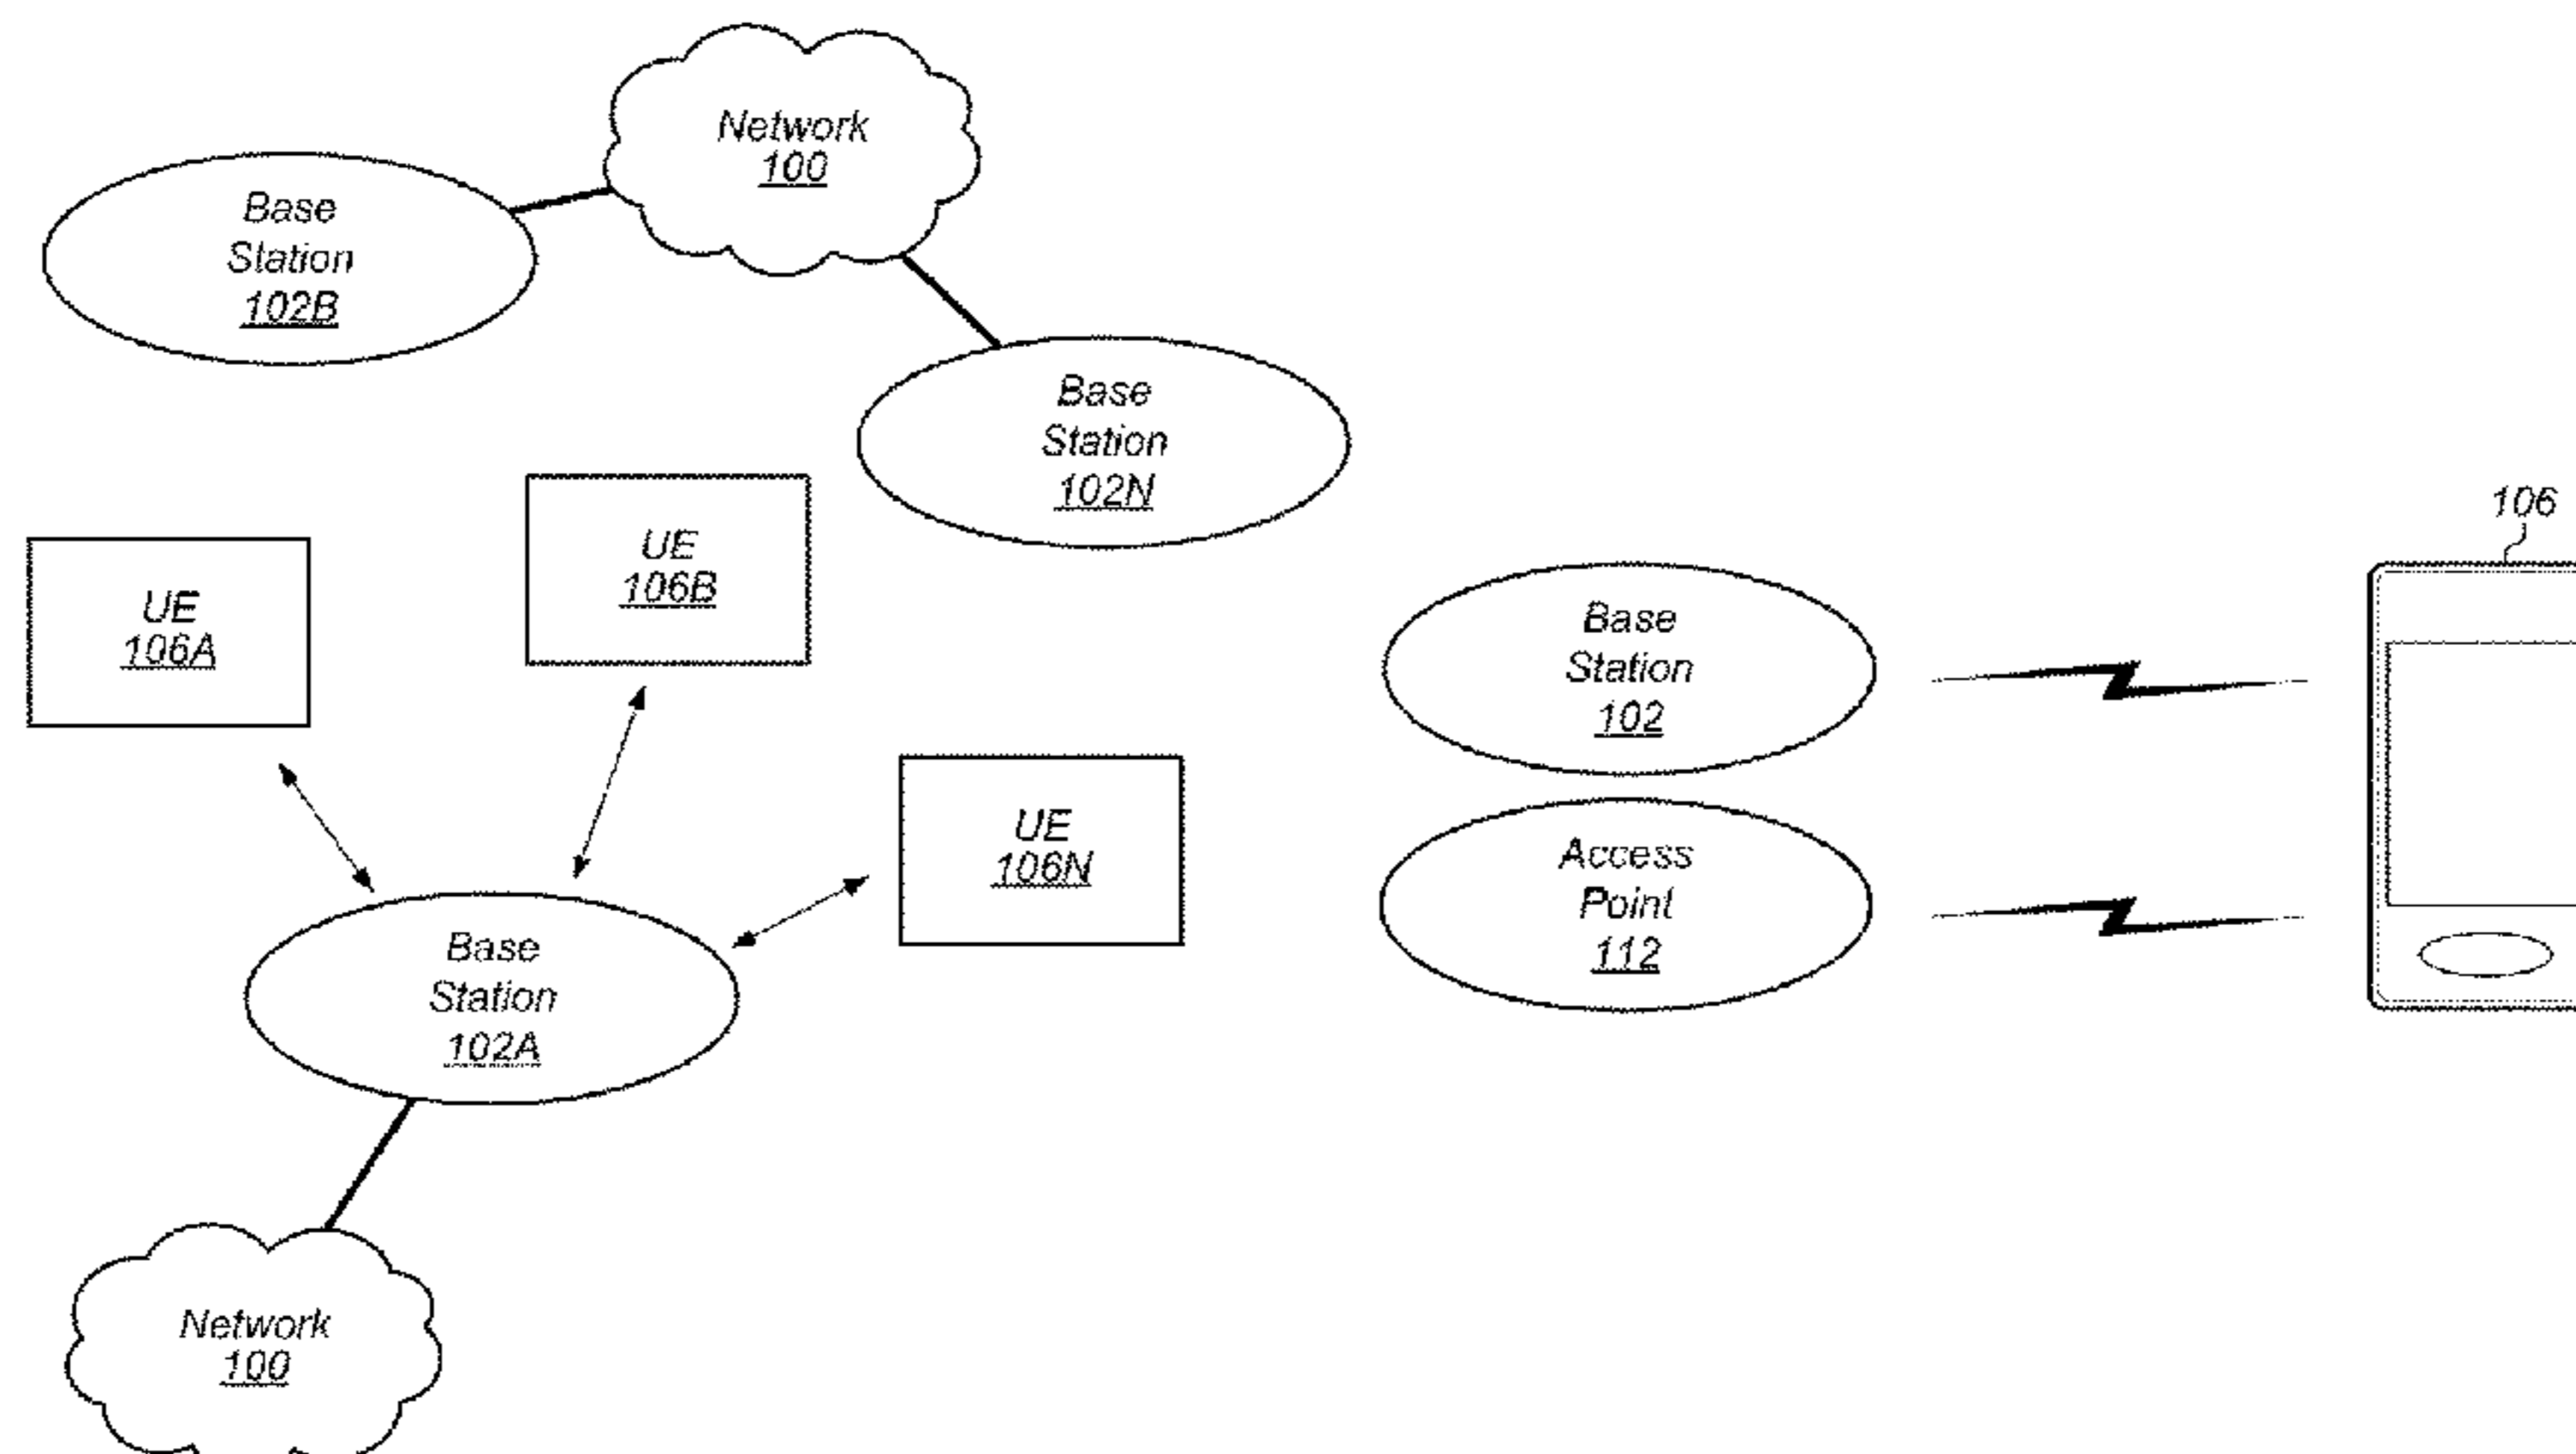 Network
100
Base
Station
102B
Base
Station
102N
UE
106B
UE
106A
UE
106N
Base
Station
102A
Network
100
106
Base
Station
102
Access
Point
112